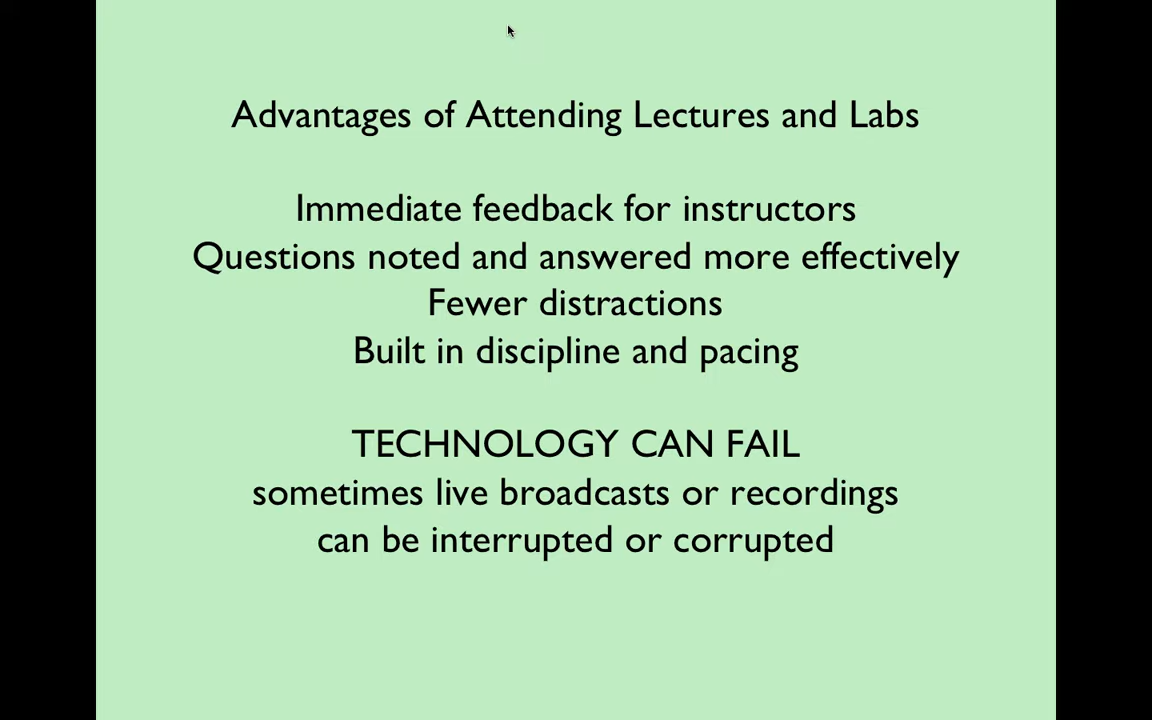 Advantages of Attending Lectures and Labs
Immediate feedback for instructors
Questions noted and answered more effectively
Fewer distractions
Built in discipline and pacing
TECHNOLOGY CAN FAIL
sometimes live broadcasts or recordings
can be interrupted or corrupted